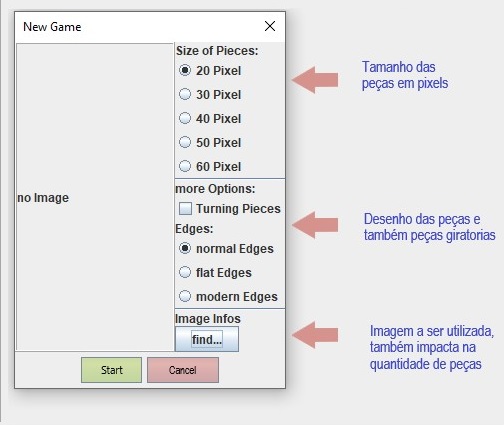 New Game
Size of Pieces:
20 Pixel
30 Pixel
40 Pixel
50 Pixel
60 Pixel
Tamanho das
peças em pixels
no Image
more Options:
Turning Pieces
Edges:
normal Edges
flat Edges
modern Edges
Desenho das peças e
também peças giratorias
Image Infos
find...
Imagem a ser utilizada,
também impacta na
quantidade de peças
Start
Cancel